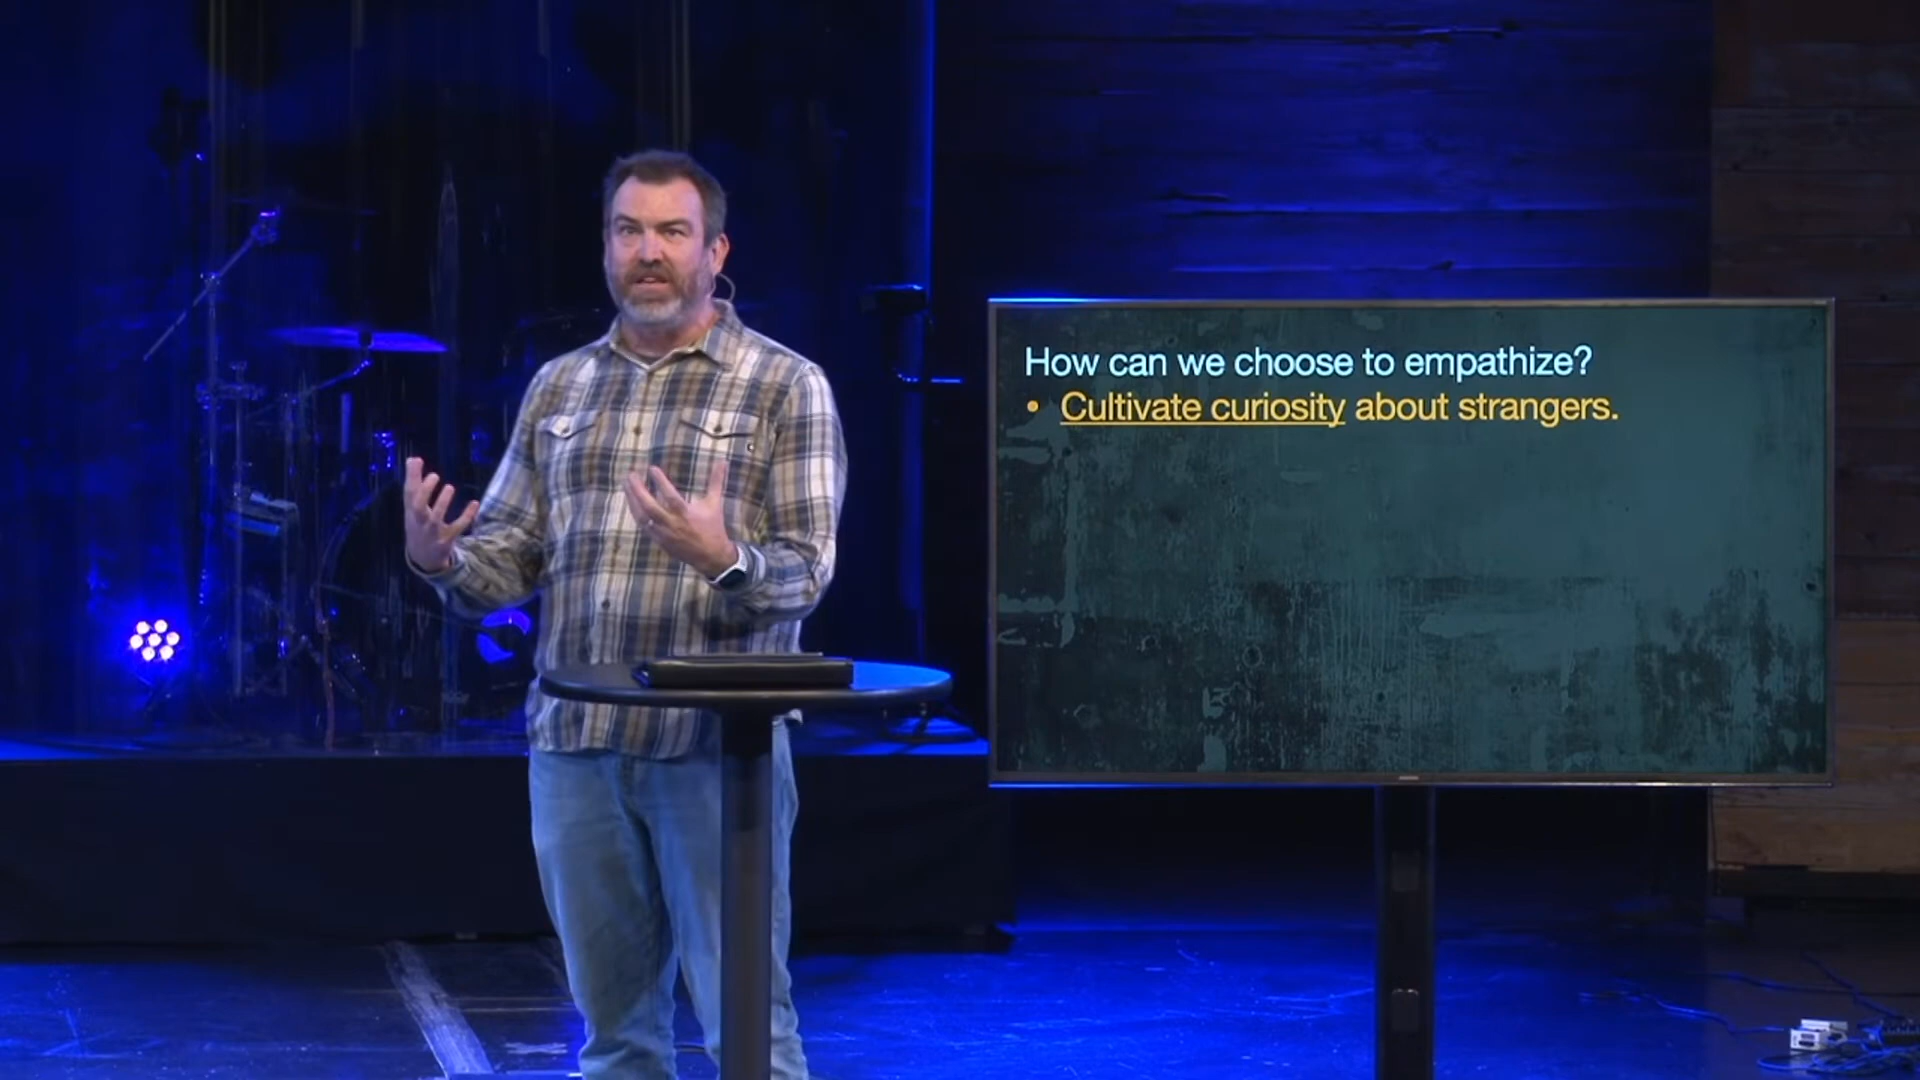 How can we choose to empathize?
• Cultivate curiosity about strangers.